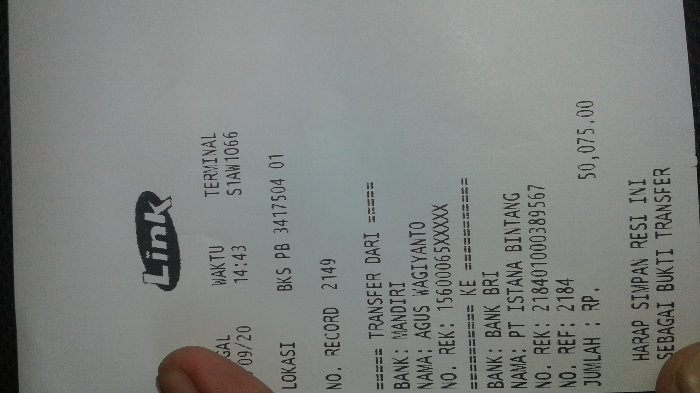 Link
GAL WAKTU TERMINAL
/09/20 14:43 S1AW1066
LOKASI BKS PB 3417504 01
NO. RECORD 2149
===== TRANSFER DARI =====
BANK: MANDIRI
NAMA: AGUS WAGIYANTO
NO. REK: 15600065XXXXX
========== KE ===========
BANK: BANK BRI
NAMA: PT ISTANA BINTANG
NO. REK: 218401000389567
NO. REF: 2184
JUMLAH : RP. 50,075.00
HARAP SIMPAN RESI INI
SEBAGAI BUKTI TRANSFER